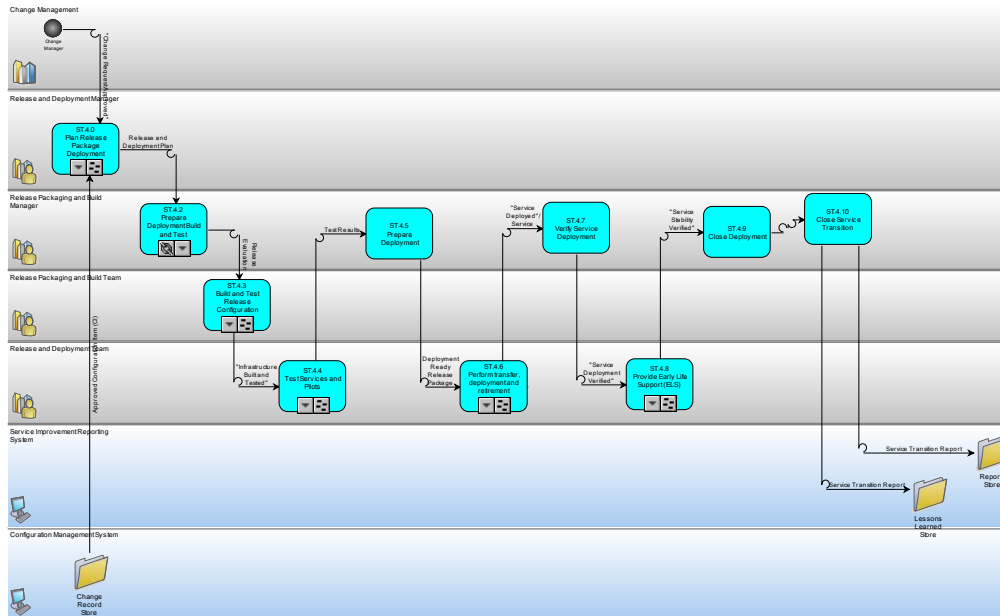 Change Management
Change
Manager
"Change Request Approved"
Release and Deployment Manager
ST.4.0
Plan Release
Package
Deployment
Release and
Deployment Plan
Release Packaging and Build
Manager
ST.4.2
Prepare
Deployment Build
and Test
Release
Evaluation
Test Results
ST.4.5
Prepare
Deployment
"Service
Deployed"/
Service
ST.4.7
Verify Service
Deployment
"Service
Stability
Verified"
ST.4.9
Close Deployment
ST.4.10
Close Service
Transition
Release Packaging and Build Team
ST.4.3
Build and Test
Release
Configuration
Release and Deployment Team
Approved Configuration Item (CI)
"Infrastructure
Built and
Tested"
ST.4.4
Test Services and
Pilots
Deployment
Ready
Release
Package
ST.4.6
Perform transfer,
deployment and
retirement
"Service
Deployment
Verified"
ST.4.8
Provide Early Life
Support (ELS)
Service Improvement Reporting
System
Service Transition Report
Service Transition Report
Lessons
Learned
Store
Store
Configuration Management System
Change
Record
Store